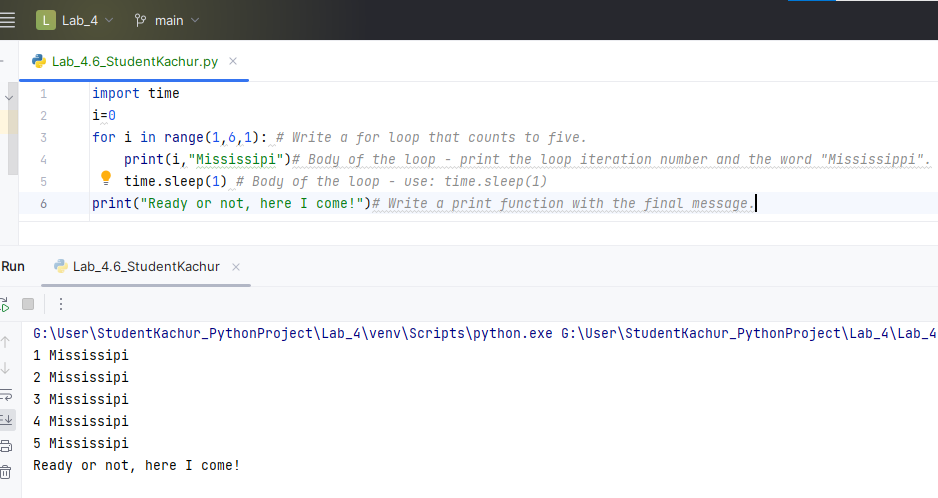 L Lab_4 main
Lab_4.6_StudentKachur.py
1 import time
2 i=0
3 for i in range(1,6,1): # Write a for loop that counts to five.
4 print(i,"Mississipi")# Body of the loop - print the loop iteration number and the word "Mississippi".
5 time.sleep(1) # Body of the loop - use: time.sleep(1)
6 print("Ready or not, here I come!")# Write a print function with the final message.
Run Lab_4.6_StudentKachur
G:\User\StudentKachur_PythonProject\Lab_4\venv\Scripts\python.exe G:\User\StudentKachur_PythonProject\Lab_4\Lab_4
1 Mississipi
2 Mississipi
3 Mississipi
4 Mississipi
5 Mississipi
Ready or not, here I come!